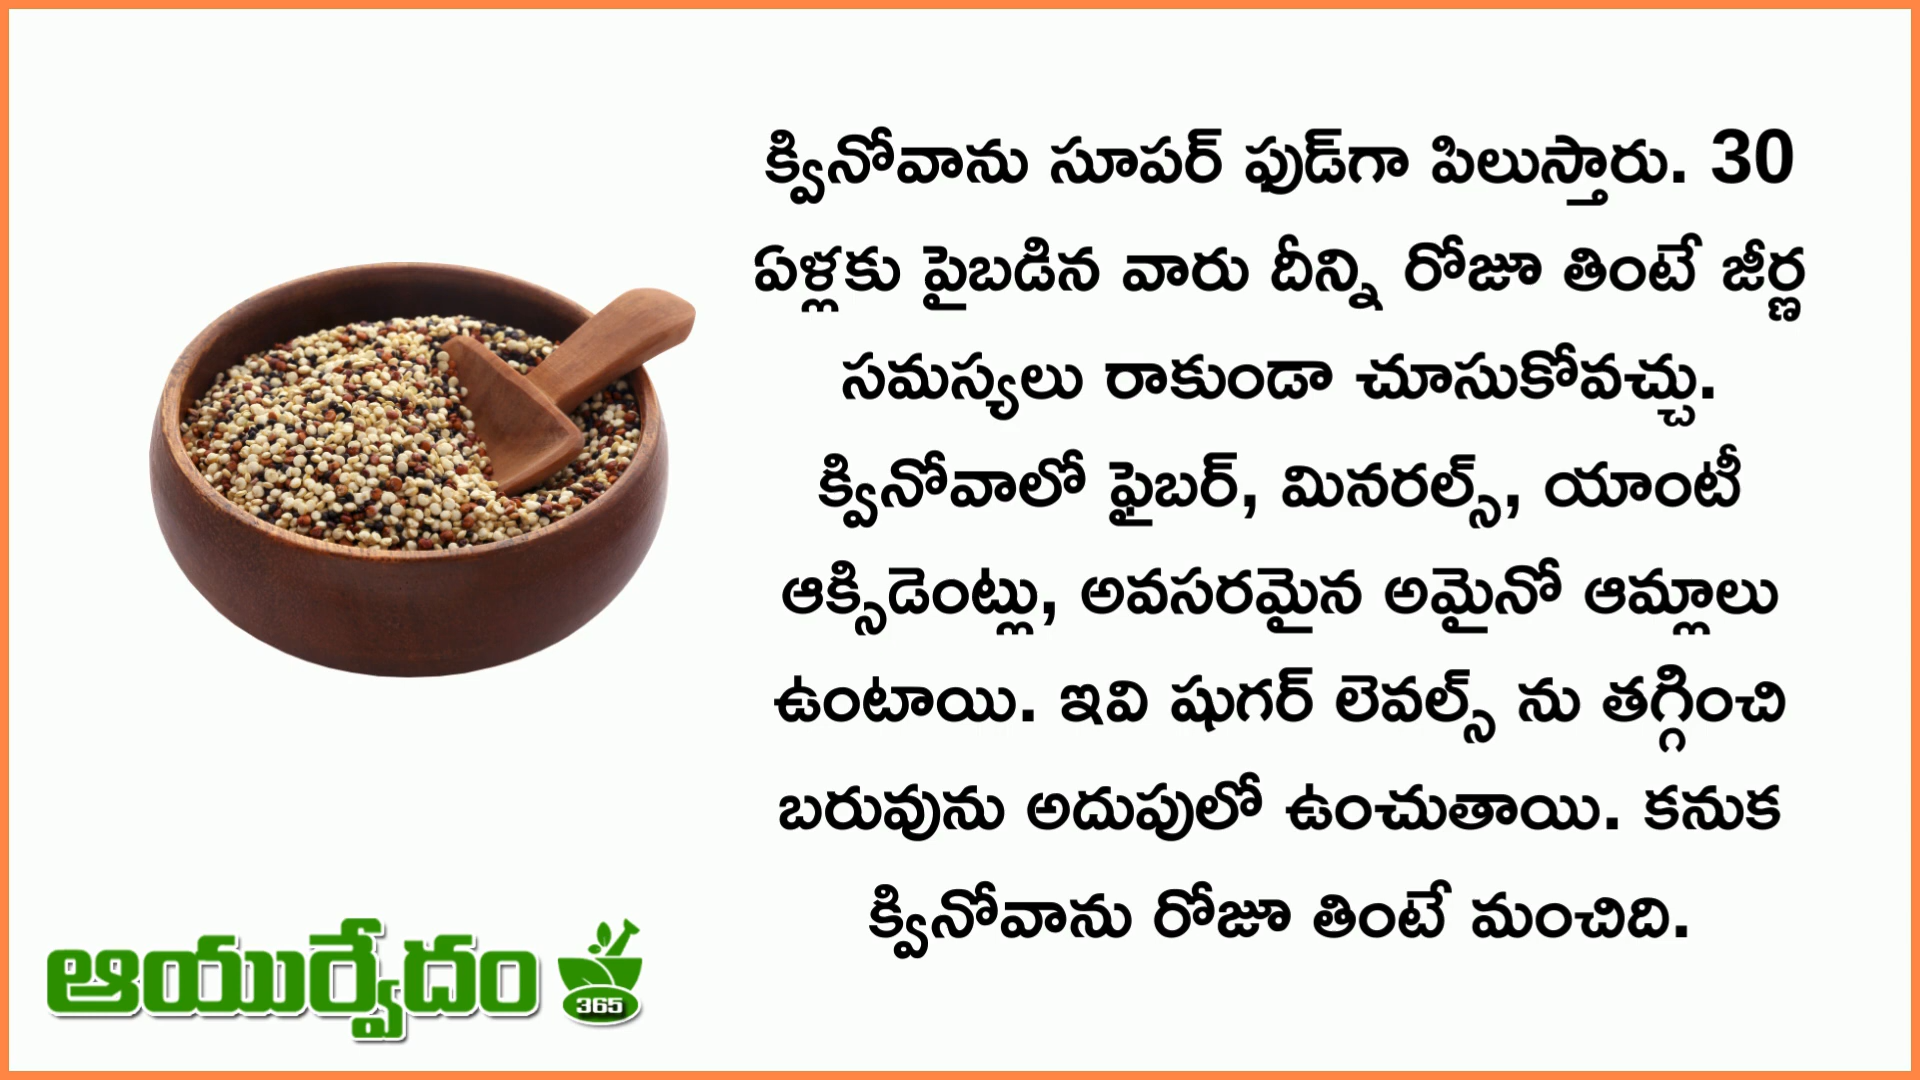 క్వినోవాను సూపర్ ఫుడ్‌గా పిలుస్తారు. 30
ఏళ్లకు పైబడిన వారు దీన్ని రోజూ తింటే జీర్ణ
సమస్యలు రాకుండా చూసుకోవచ్చు.
క్వినోవాలో ఫైబర్, మినరల్స్, యాంటీ
ఆక్సిడెంట్లు, అవసరమైన అమైనో ఆమ్లాలు
ఉంటాయి. ఇవి షుగర్ లెవల్స్ ను తగ్గించి
బరువును అదుపులో ఉంచుతాయి. కనుక
క్వినోవాను రోజూ తింటే మంచిది.
ఆయుర్వేదం
365